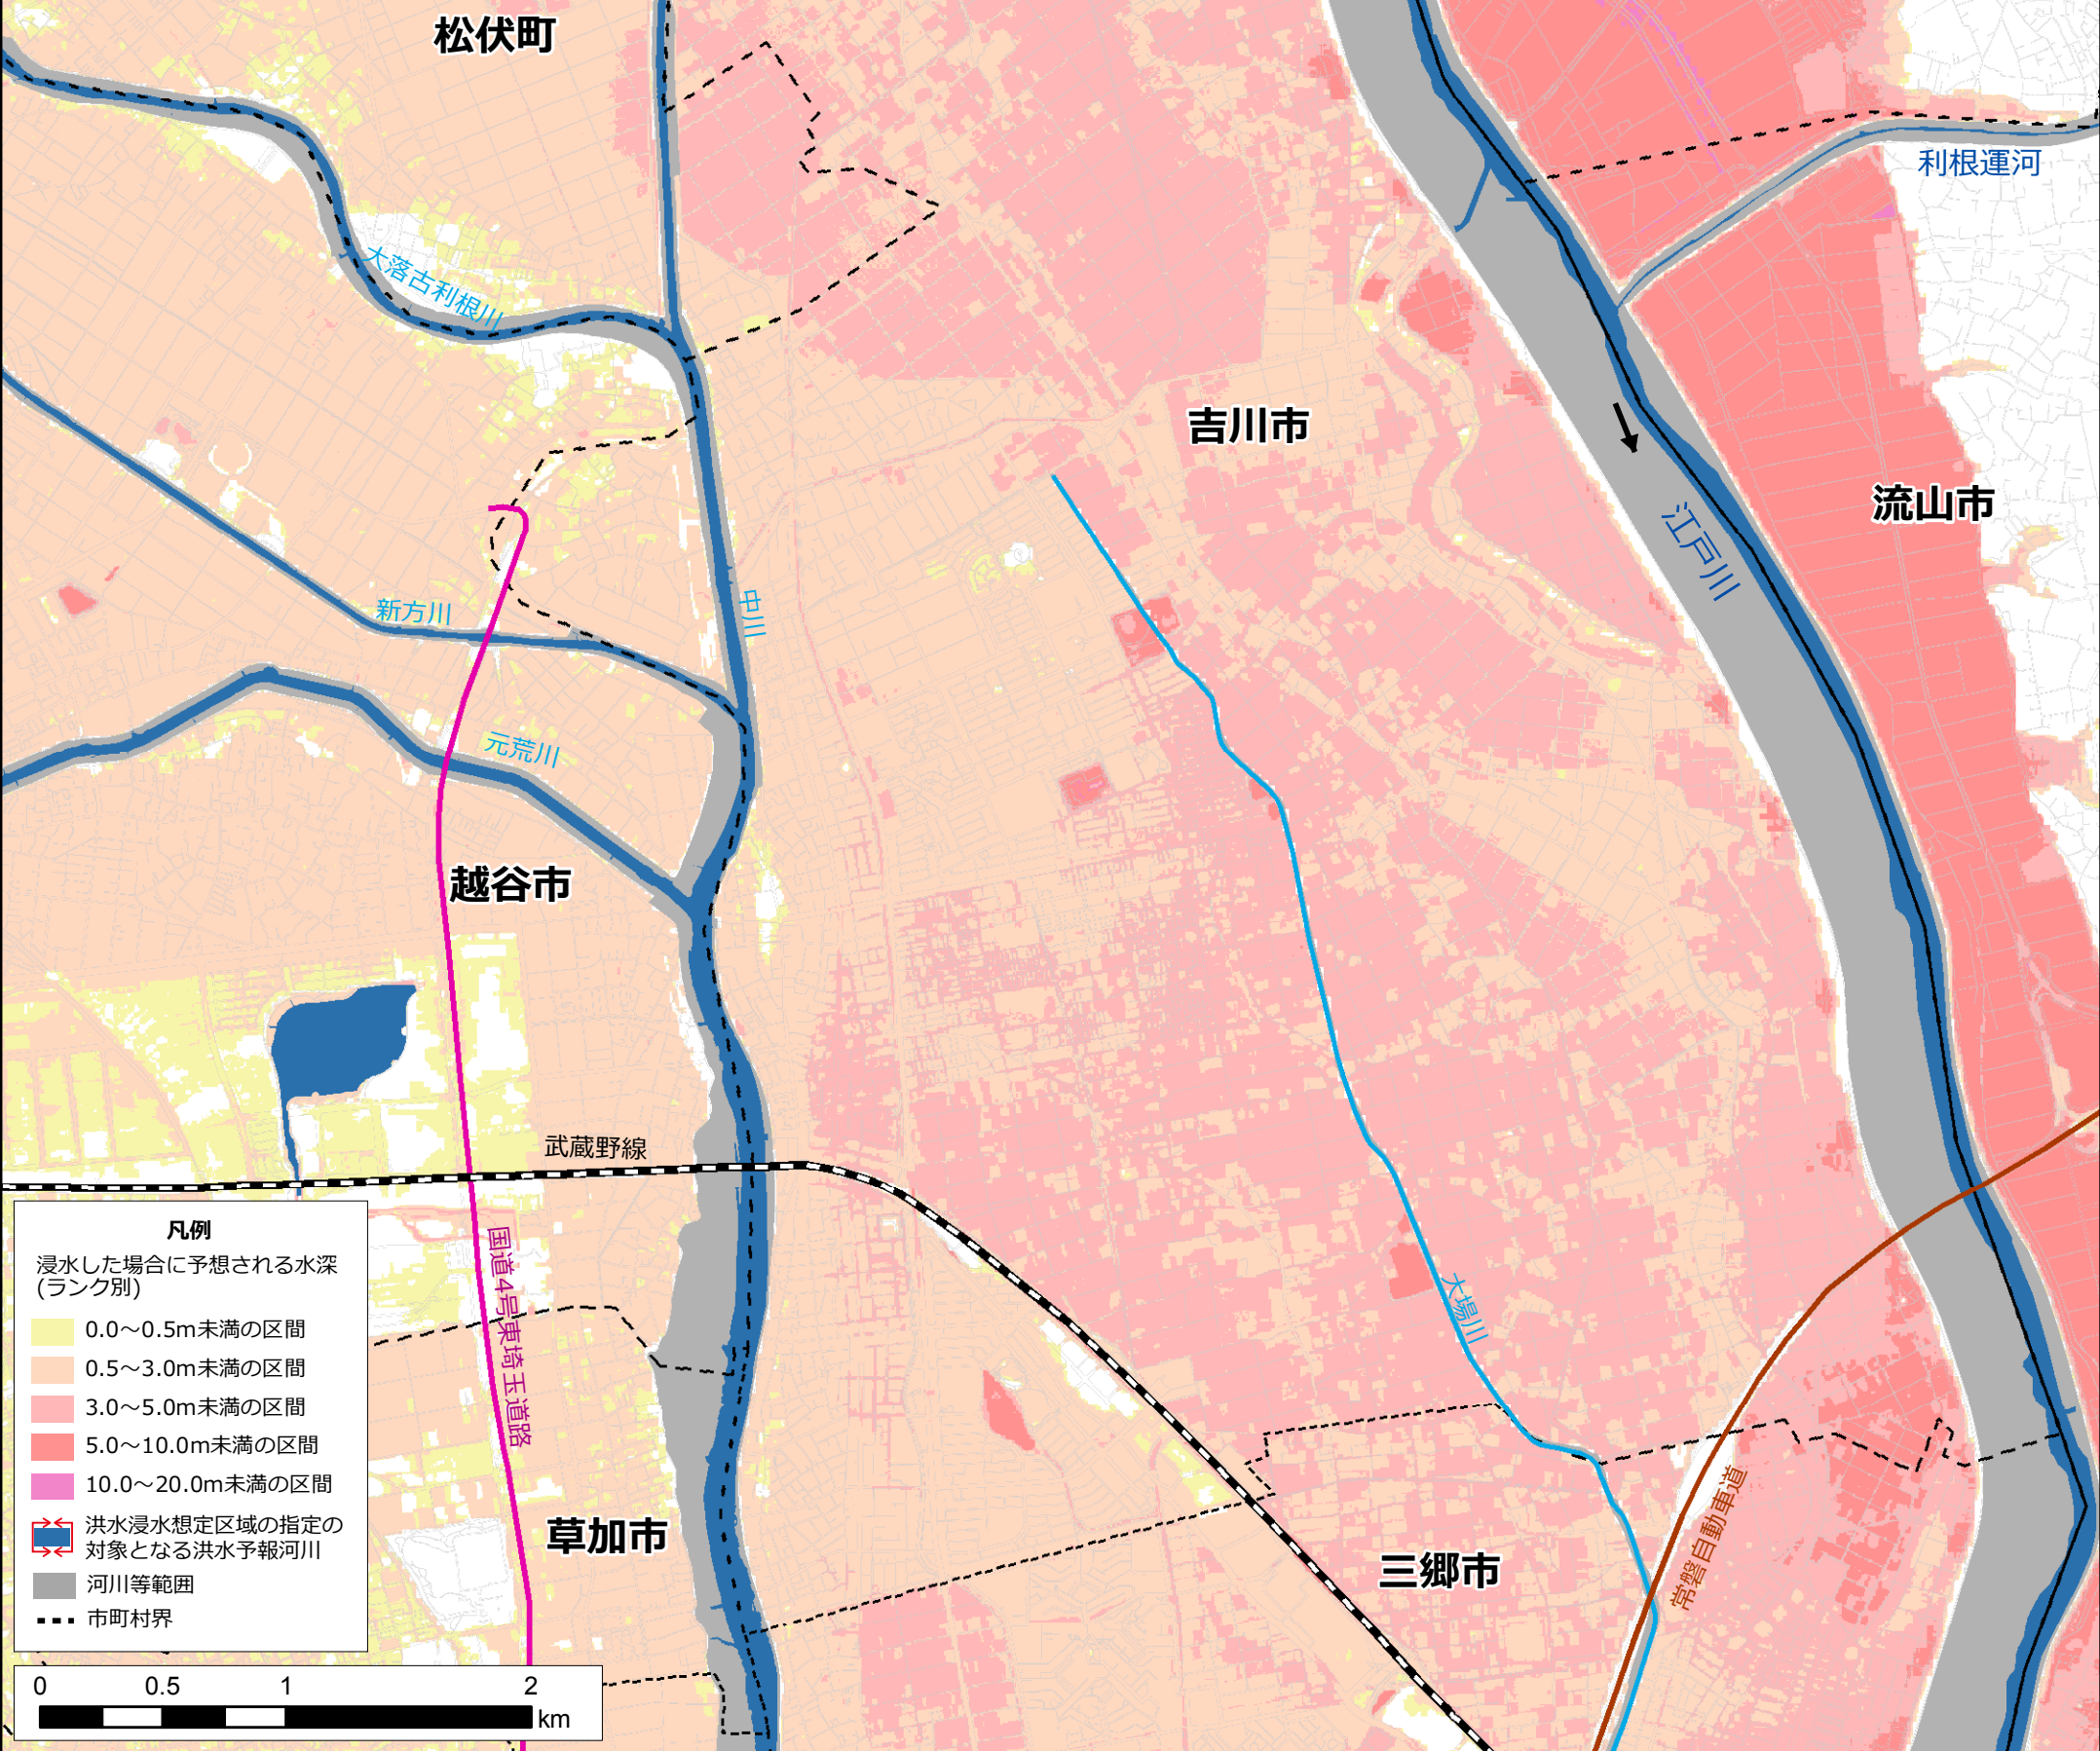 松伏町
利根運河
大落古利根川
吉川市
流山市
江戸川
新方川
中川
元荒川
越谷市
武蔵野線
国道4号東埼玉道路
大場川
草加市
三郷市
常磐自動車道
凡例
浸水した場合に予想される水深
(ランク別)
0.0～0.5m未満の区間
0.5～3.0m未満の区間
3.0～5.0m未満の区間
5.0～10.0m未満の区間
10.0～20.0m未満の区間
洪水浸水想定区域の指定の
対象となる洪水予報河川
河川等範囲
市町村界
0 0.5 1 2
km